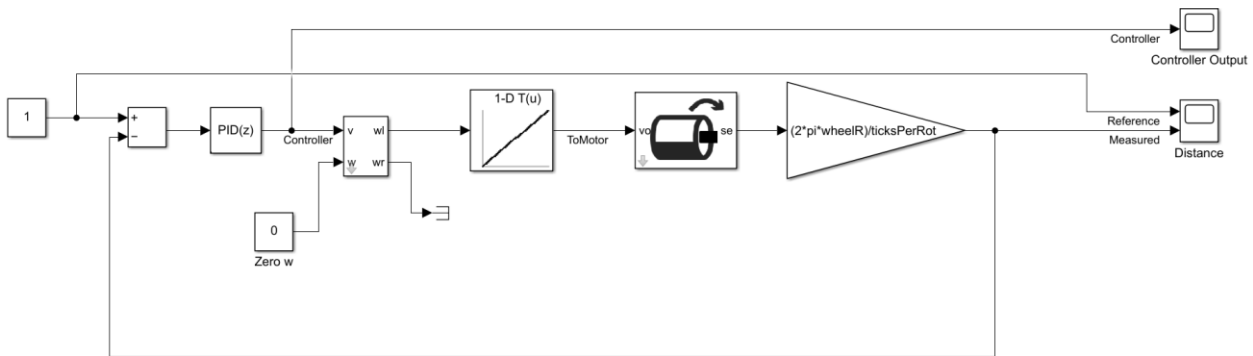 Controller
Controller Output
1-D T(u)
1
+
−
PID(z)
Controller
v
w
wl
wr
ToMotor
vo
se
(2*pi*wheelR)/ticksPerRot
Reference
Measured
Distance
0
Zero w